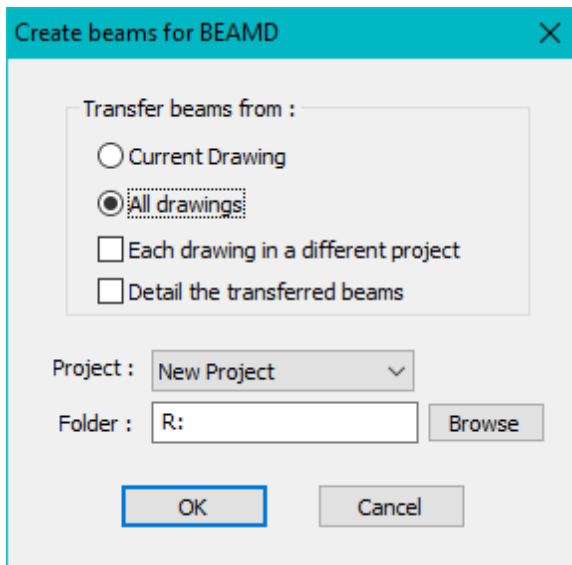 Create beams for BEAMD
Transfer beams from :
Current Drawing
All drawings
Each drawing in a different project
Detail the transferred beams
Project : New Project
Folder : R: Browse
OK Cancel